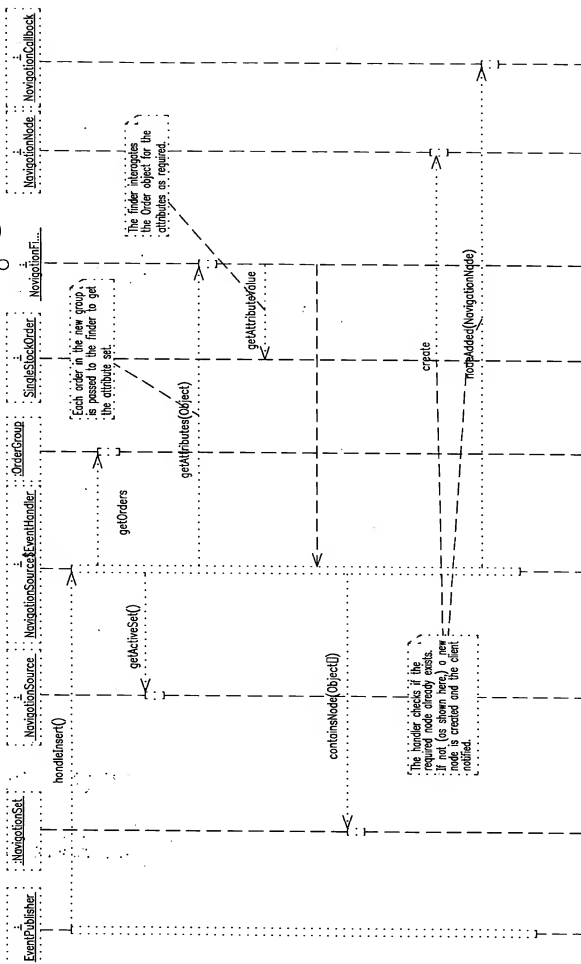 EventPublisher
:NavigationSet
NavigationSource
NavigationSource$EventHandler
:OrderGroup
SingleStockOrder
NavigationFi...
NavigationNode
NavigationCallback
handleInsert()
getOrders
Each order in the new group
is passed to the finder to get
the attribute set.
The finder interogates
the Order object for the
attributes as required.
getActiveSet()
getAttributes(Object)
getAttributeValue
containsNode(Object[])
create
The handler checks if the
required node already exists.
If not (as shown here,) a new
node is created and the client
notified.
nodeAdded(NavigationNode)